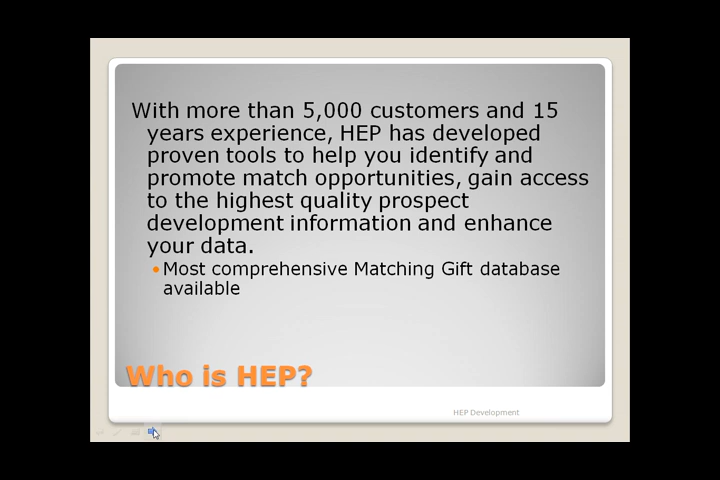 With more than 5,000 customers and 15
years experience, HEP has developed
proven tools to help you identify and
promote match opportunities, gain access
to the highest quality prospect
development information and enhance
your data.
•Most comprehensive Matching Gift database
available
Who is HEP?
HEP Development